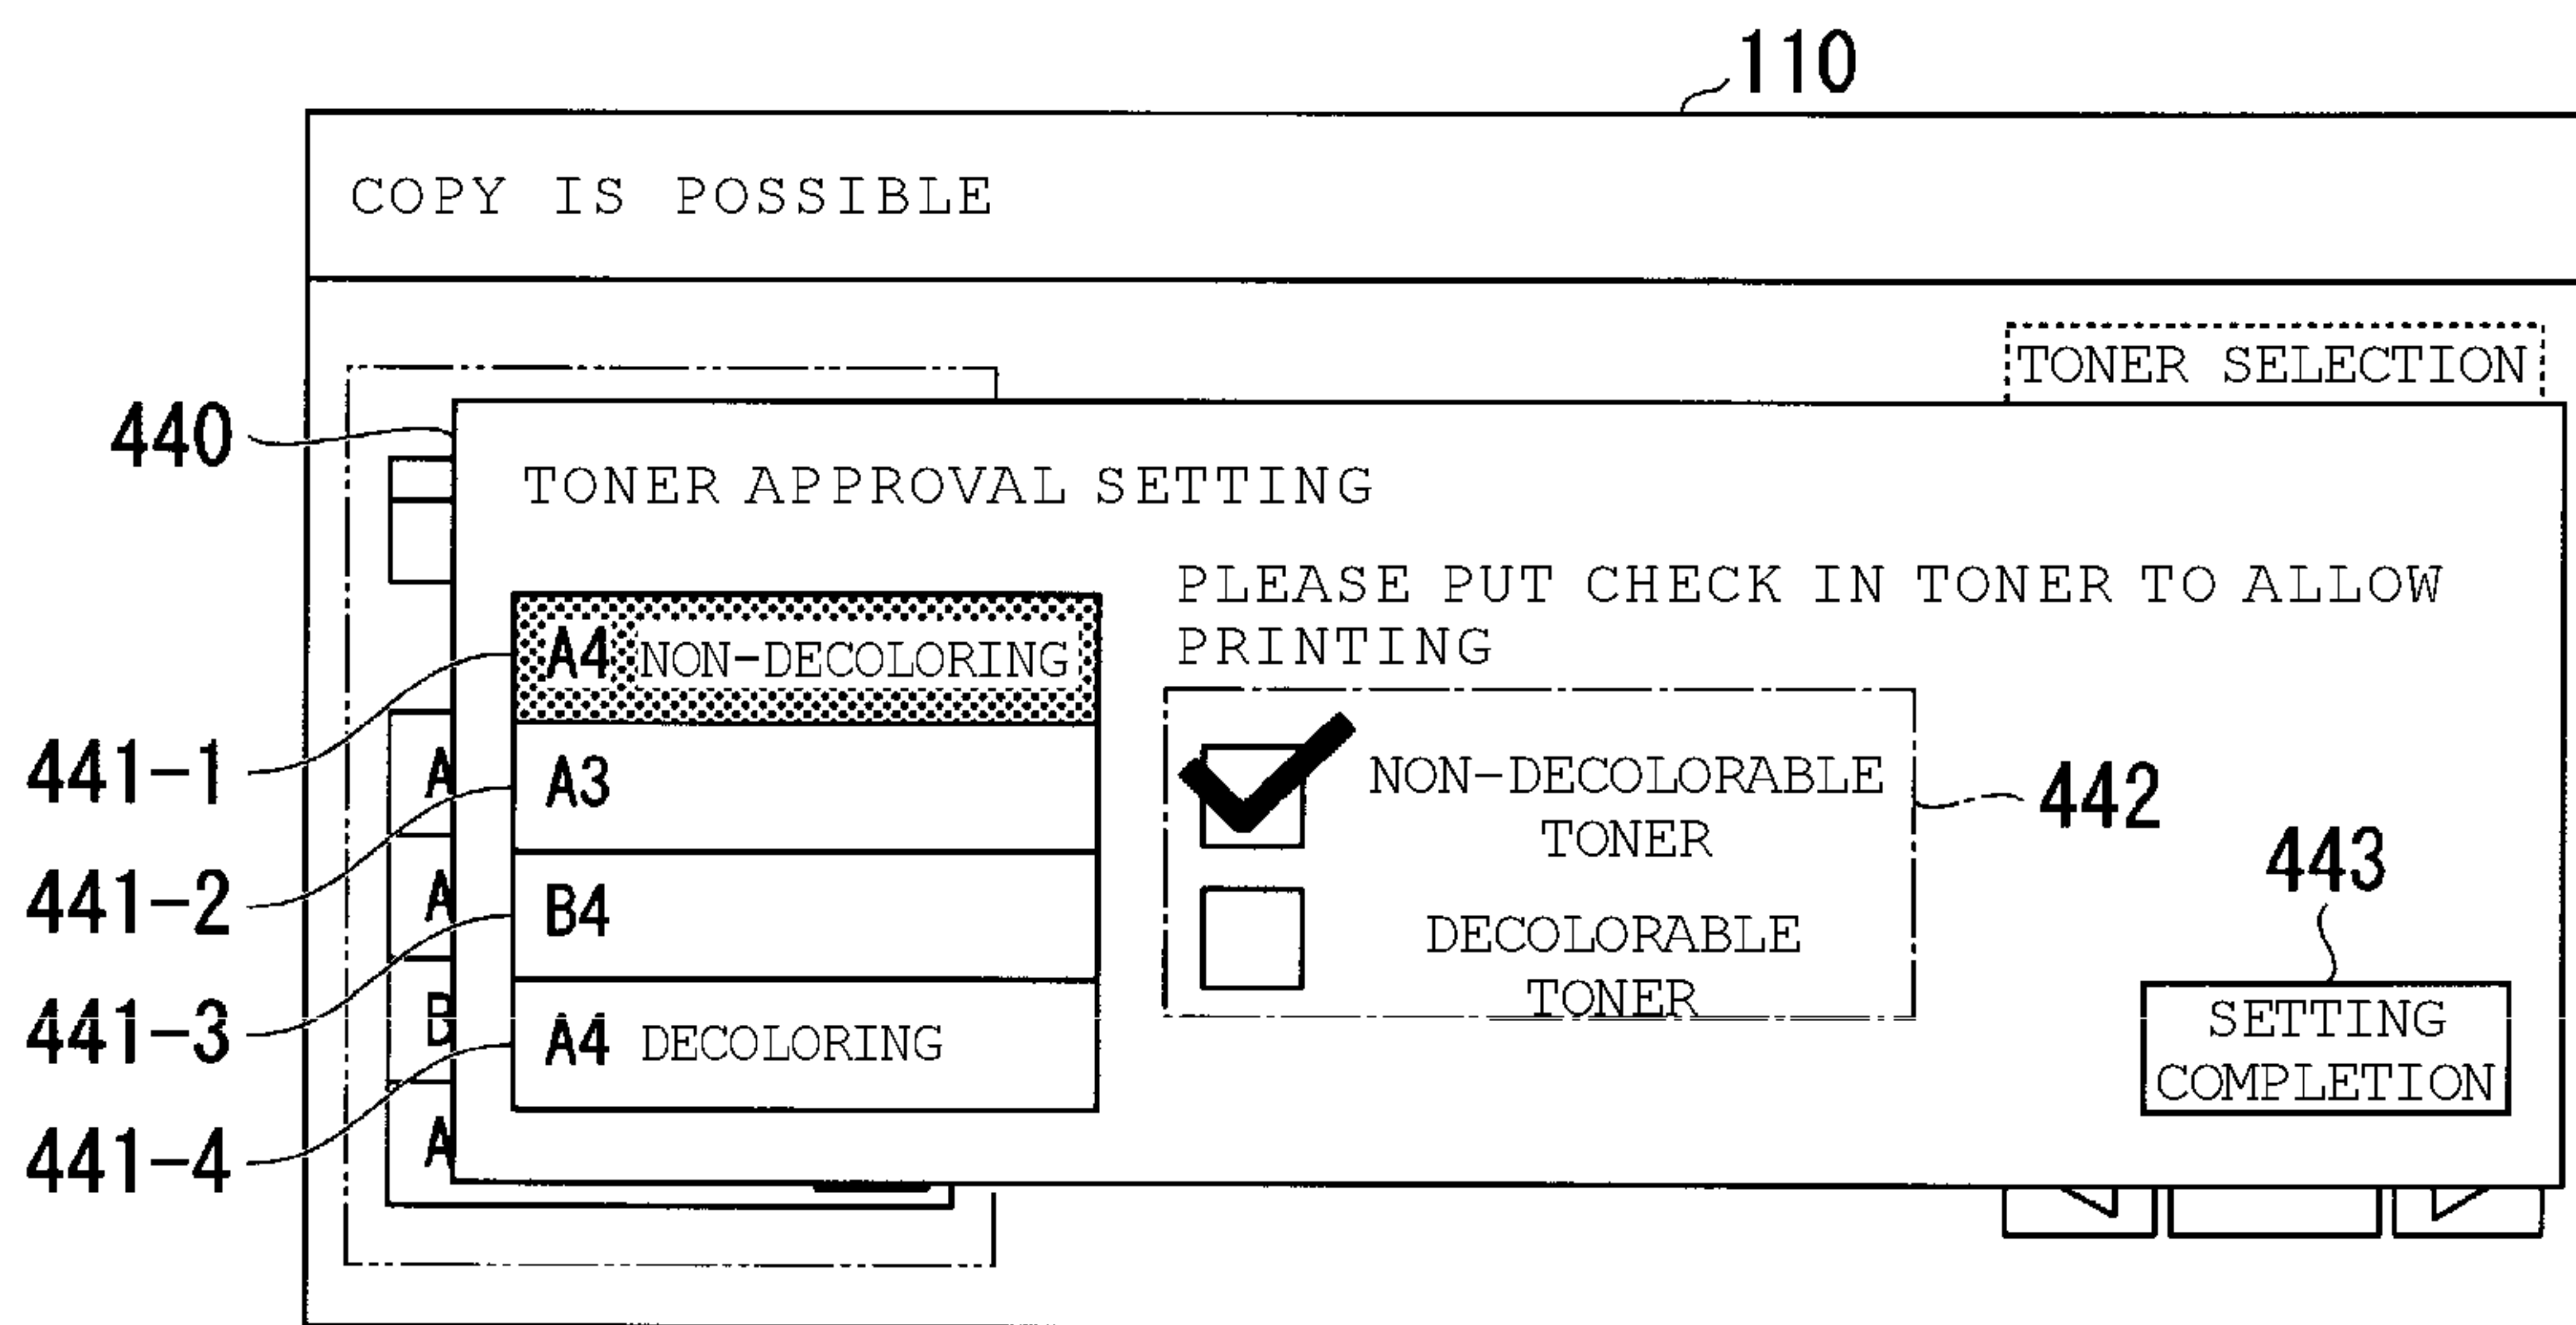 110
COPY IS POSSIBLE
TONER SELECTION
440
TONER APPROVAL SETTING
PLEASE PUT CHECK IN TONER TO ALLOW
PRINTING
A4 NON-DECOLORING
441-1
A
A3
NON-DECOLORABLE
TONER
442
441-2
A
B4
DECOLORABLE
TONER
443
441-3
B
A4 DECOLORING
SETTING
COMPLETION
441-4
A